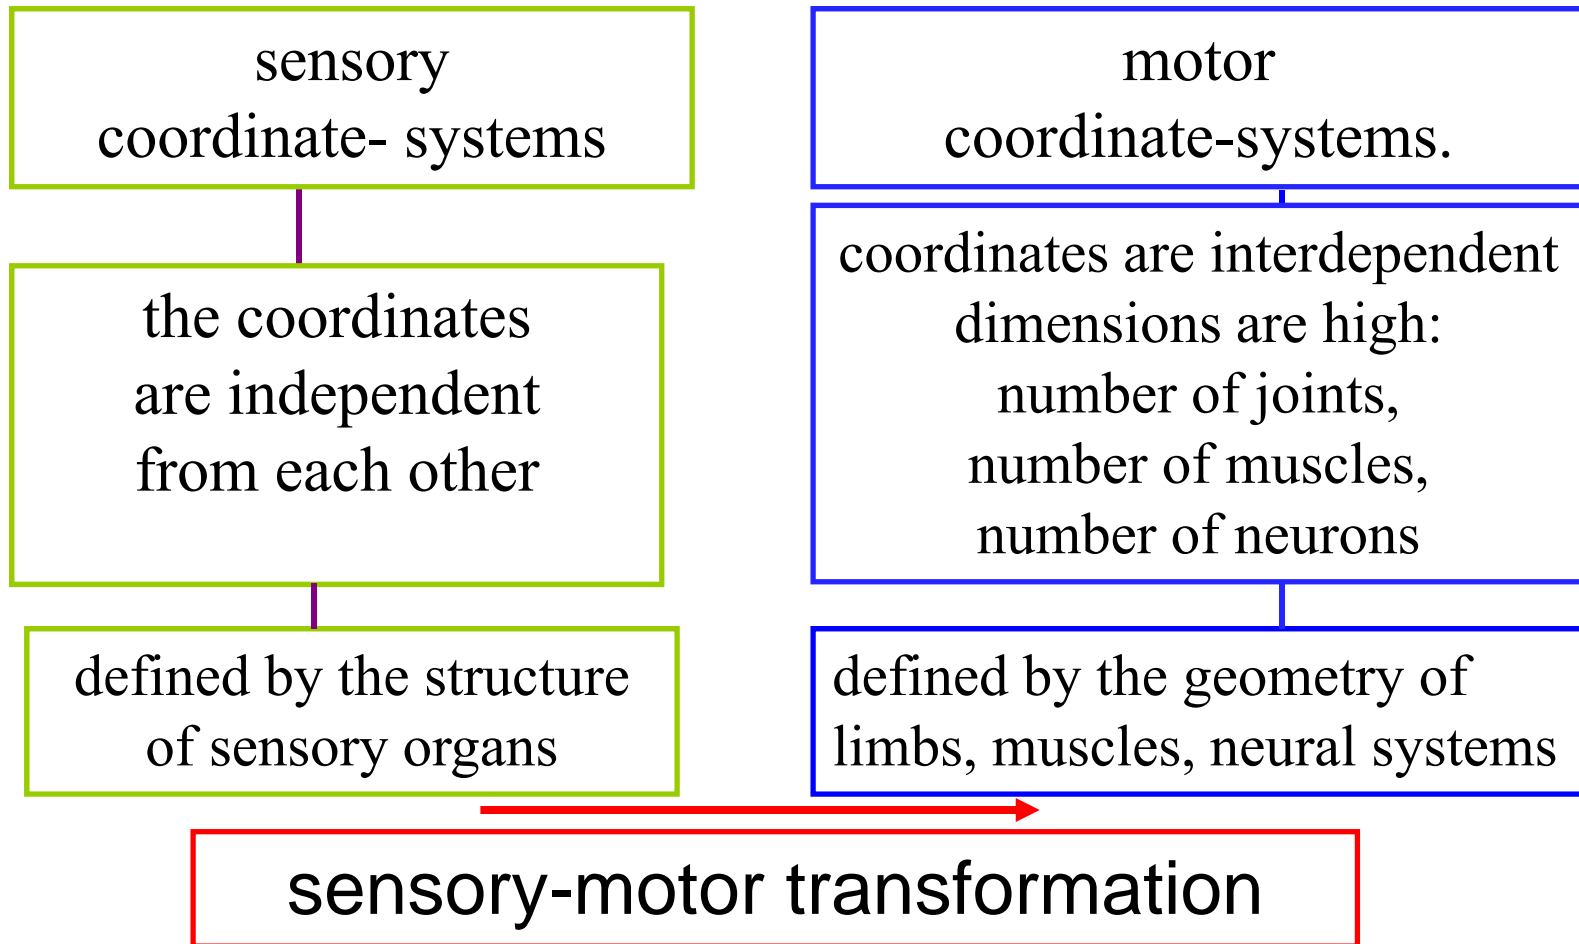 sensory
coordinate- systems
the coordinates
are independent
from each other
defined by the structure
of sensory organs
motor
coordinate-systems.
coordinates are interdependent
dimensions are high:
number of joints,
number of muscles,
number of neurons
defined by the geometry of
limbs, muscles, neural systems
sensory-motor transformation